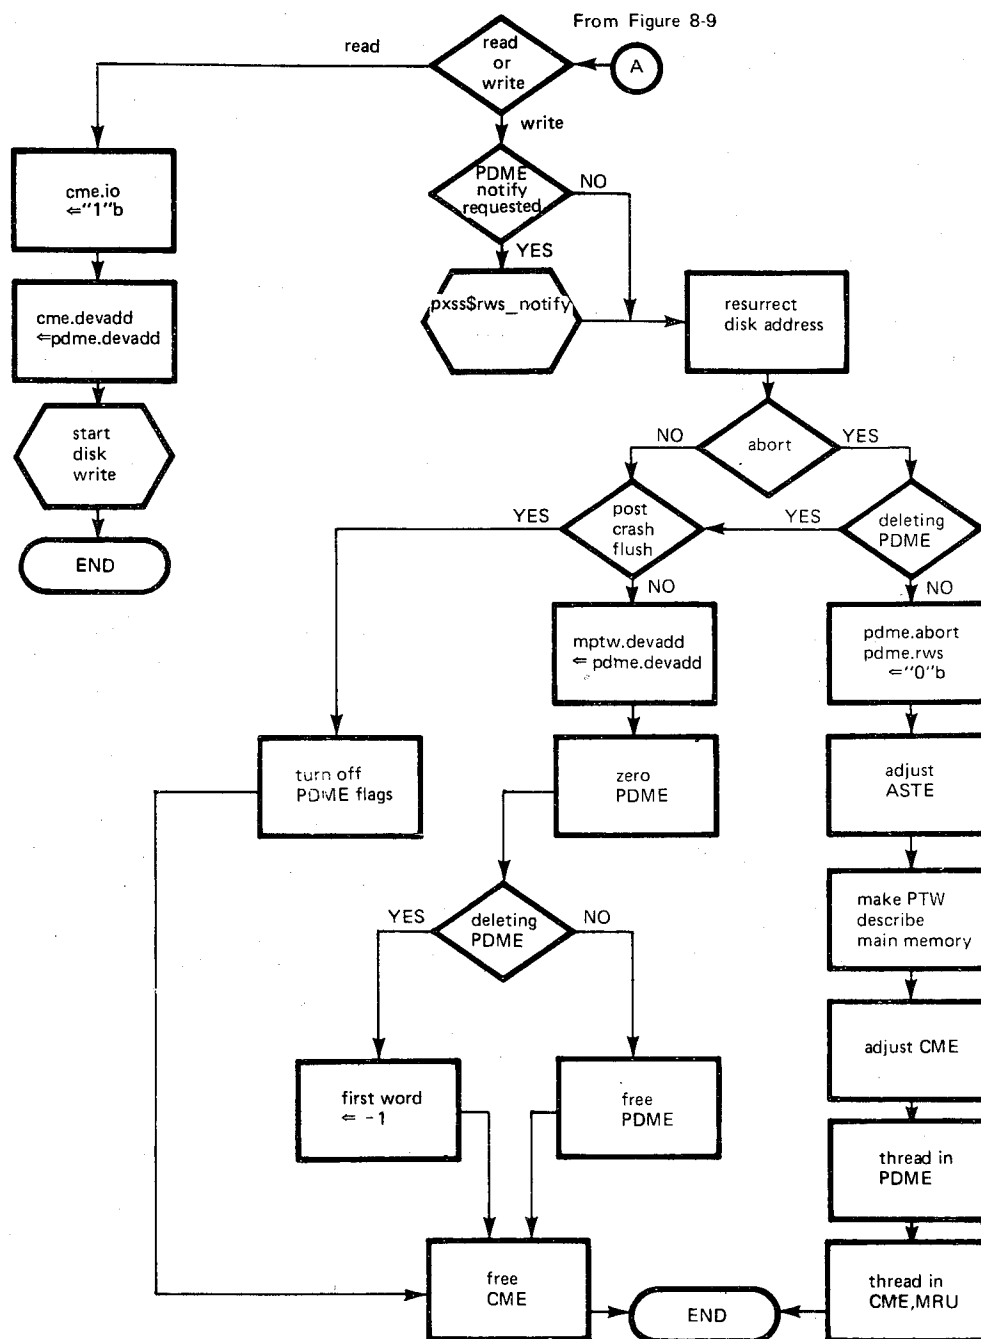 From Figure 8-9
read
read
or
write
A
write
PDME
notify
requested
NO
YES
cme.io
⇐"1"b
pxss$rws_notify
resurrect
disk address
cme.devadd
⇐pdme.devadd
NO
abort
YES
start
disk
write
YES
post
crash
flush
YES
deleting
PDME
END
NO
NO
mptw.devadd
⇐ pdme.devadd
pdme.abort
pdme.rws
⇐"0"b
turn off
PDME flags
zero
PDME
adjust
ASTE
YES
deleting
PDME
NO
make PTW
describe
main memory
adjust CME
first word
⇐ -1
free
PDME
thread in
PDME
free
CME
END
thread in
CME,MRU